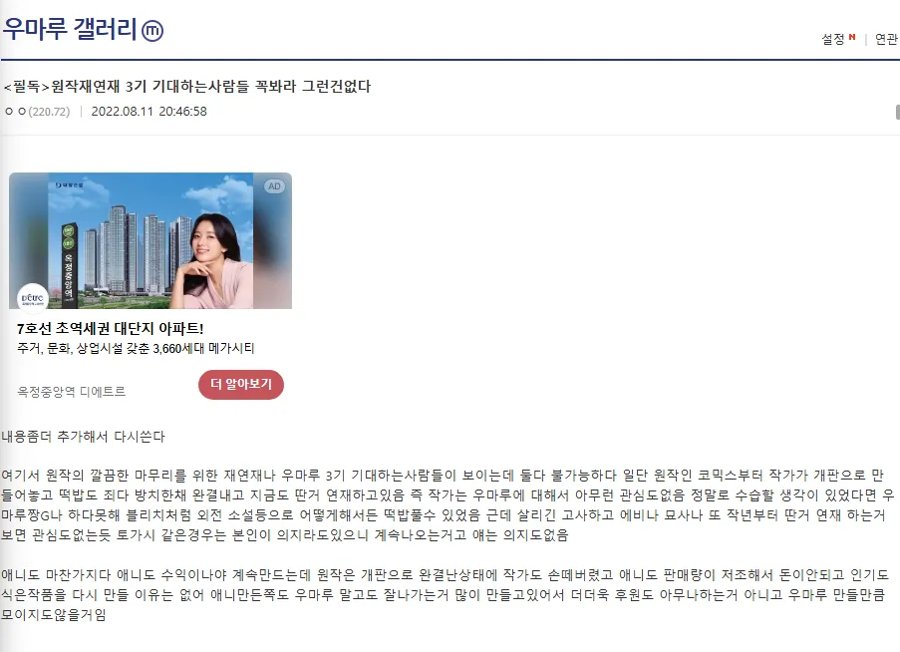 우마루 갤러리 ⓜ
설정 N | 연관
<필독>원작재연재 3기 기대하는사람들 꼭봐라 그런건없다
ㅇㅇ(220.72) | 2022.08.11 20:46:58
AD
옥정중앙역
7호선 초역세권 대단지 아파트!
주거, 문화, 상업시설 갖춘 3,660세대 메가시티
옥정중앙역 디에트르
더 알아보기
내용좀더 추가해서 다시쓴다
여기서 원작의 깔끔한 마무리를 위한 재연재나 우마루 3기 기대하는사람들이 보이는데 둘다 불가능하다 일단 원작인 코믹스부터 작가가 개판으로 만
들어놓고 떡밥도 죄다 방치한채 완결내고 지금도 딴거 연재하고있음 즉 작가는 우마루에 대해서 아무런 관심도없음 정말로 수습할 생각이 있었다면 우
마루짱G나 하다못해 블리치처럼 외전 소설등으로 어떻게해서든 떡밥풀수 있었음 근데 살리긴 고사하고 에비나 묘사나 또 작년부터 딴거 연재 하는거
보면 관심도없는듯 토가시 같은경우는 본인이 의지라도있으니 계속나오는거고 얘는 의지도없음
애니도 마찬가지다 애니도 수익이나야 계속만드는데 원작은 개판으로 완결난상태에 작가도 손떼버렸고 애니도 판매량이 저조해서 돈이안되고 인기도
식은작품을 다시 만들 이유는 없어 애니만든쪽도 우마루 말고도 잘나가는거 많이 만들고있어서 더더욱 후원도 아무나하는거 아니고 우마루 만들만큼
모이지도않을거임